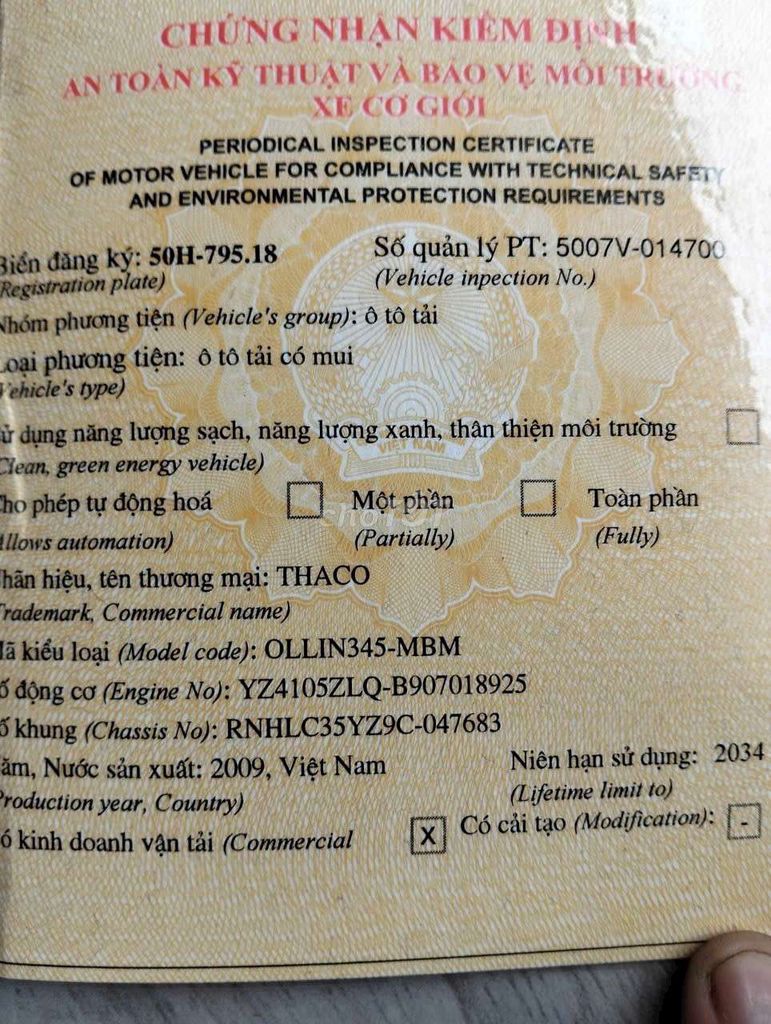 CHỨNG NHẬN KIỂM ĐỊNH
AN TOÀN KỸ THUẬT VÀ BẢO VỆ MÔI TRƯỜNG
XE CƠ GIỚI
PERIODICAL INSPECTION CERTIFICATE
OF MOTOR VEHICLE FOR COMPLIANCE WITH TECHNICAL SAFETY
AND ENVIRONMENTAL PROTECTION REQUIREMENTS
Biển đăng ký: 50H-795.18 Số quản lý PT: 5007V-014700
(Registration plate) (Vehicle inpection No.)
Nhóm phương tiện (Vehicle's group): ô tô tải
Loại phương tiện: ô tô tải có mui
Vehicle's type)
ử dụng năng lượng sạch, năng lượng xanh, thân thiện môi trường
Clean, green energy vehicle)
VIỆT NAM
Cho phép tự động hoá Một phần Toàn phần
Allows automation) (Partially) (Fully)
hãn hiệu, tên thương mại: THACO
Trademark, Commercial name)
ã kiểu loại (Model code): OLLIN345-MBM
ố động cơ (Engine No): YZ4105ZLQ-B907018925
ố khung (Chassis No): RNHLC35YZ9C-047683
ăm, Nước sản xuất: 2009, Việt Nam Niên hạn sử dụng: 2034
Production year, Country) (Lifetime limit to)
ó kinh doanh vận tải (Commercial X Có cải tạo (Modification): -